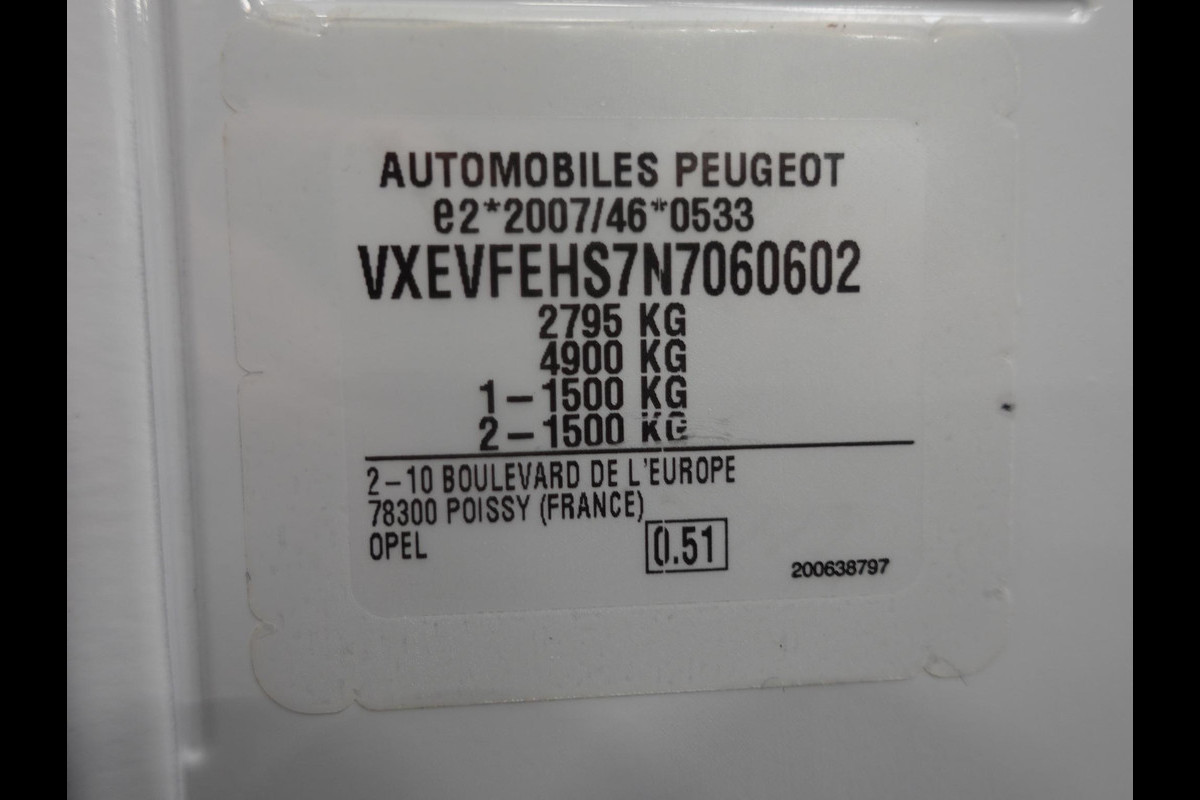 AUTOMOBILES PEUGEOT
e2*2007/46*0533
VXEVFEHS7N7060602
2795 KG
4900 KG
1-1500 KG
2-1500 KG
2-10 BOULEVARD DE L'EUROPE
78300 POISSY (FRANCE)
OPEL
0.51
200638797